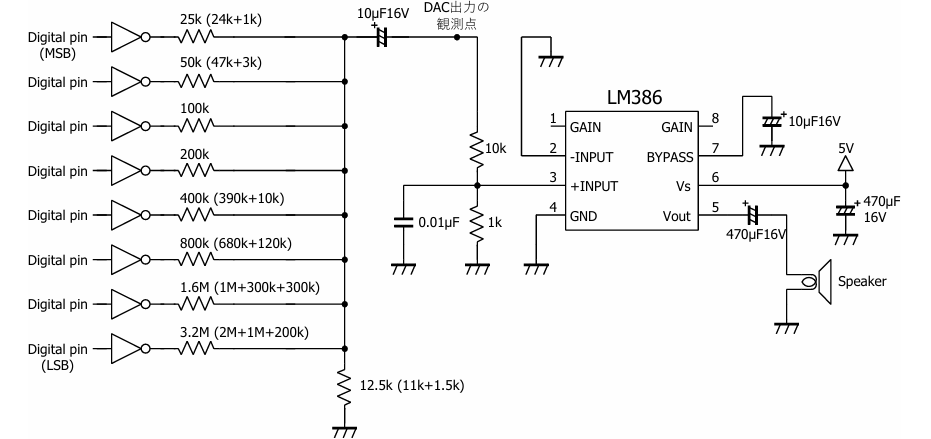 25k (24k+1k)
Digital pin
(MSB)
50k (47k+3k)
Digital pin
100k
Digital pin
200k
Digital pin
400k (390k+10k)
Digital pin
800k (680k+120k)
Digital pin
1.6M (1M+300k+300k)
Digital pin
3.2M (2M+1M+200k)
Digital pin
(LSB)
12.5k (11k+1.5k)
10μF16V
+
DAC出力の
観測点
10k
0.01μF
1k
LM386
1
GAIN
2
-INPUT
3
+INPUT
4
GND
8
GAIN
7
BYPASS
6
Vs
5
Vout
+
10μF16V
5V
+
470μF
16V
+
470μF16V
Speaker